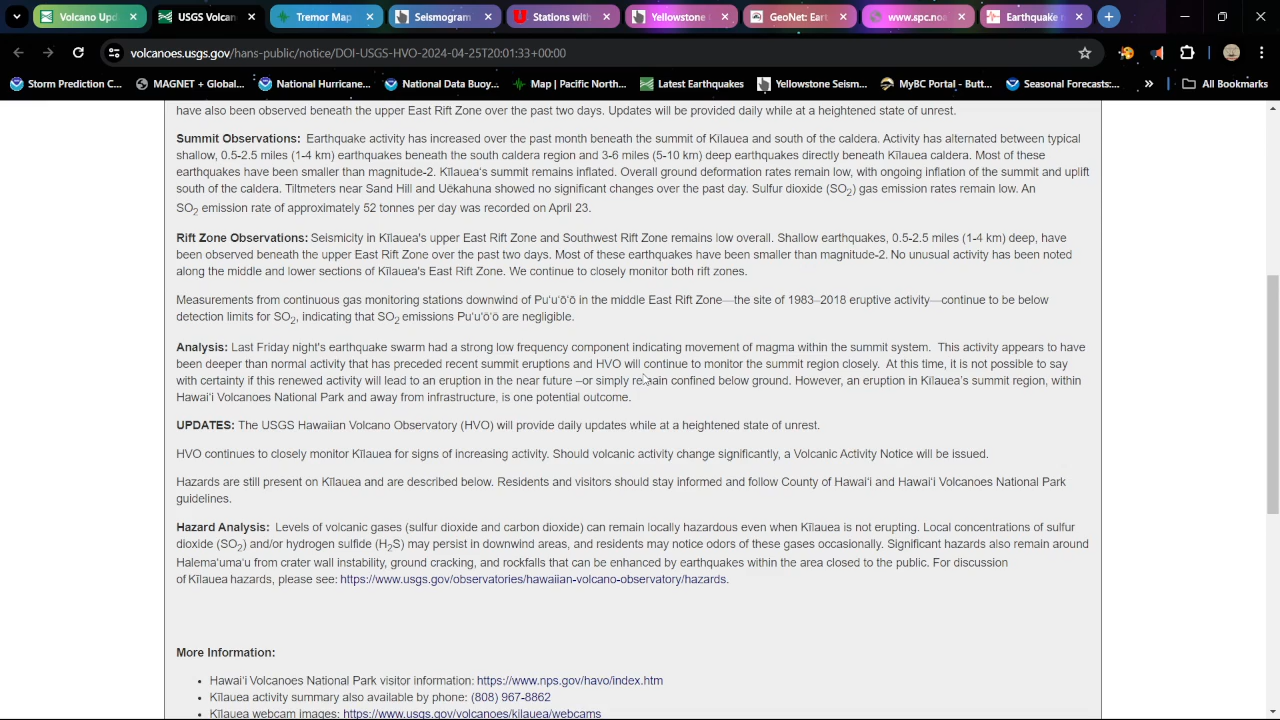 Volcano Up
USGS Volcan
Tremor Map
Seismogram
Stations with
Yellowstone
GeoNet: Eart
www.spc.noa
Earthquake
volcanoes.usgs.gov/hans-public/notice/DOI-USGS-HVO-2024-04-25T20:01:33+00:00
Storm Prediction C...
MAGNET + Global...
National Hurricane...
National Data Buoy...
Map | Pacific North...
Latest Earthquakes
Yellowstone Seism...
MyBC Portal - Butt...
Seasonal Forecasts:...
»
All Bookmarks
have also been observed beneath the upper East Rift Zone over the past two days. Updates will be provided daily while at a heightened state of unrest.
Summit Observations: Earthquake activity has increased over the past month beneath the summit of Kīlauea and south of the caldera. Activity has alternated between typical
shallow, 0.5-2.5 miles (1-4 km) earthquakes beneath the south caldera region and 3-6 miles (5-10 km) deep earthquakes directly beneath Kīlauea caldera. Most of these
earthquakes have been smaller than magnitude-2. Kīlauea's summit remains inflated. Overall ground deformation rates remain low, with ongoing inflation of the summit and uplift
south of the caldera. Tiltmeters near Sand Hill and Uēkahuna showed no significant changes over the past day. Sulfur dioxide (SO2) gas emission rates remain low. An
SO2 emission rate of approximately 52 tonnes per day was recorded on April 23.
Rift Zone Observations: Seismicity in Kīlauea's upper East Rift Zone and Southwest Rift Zone remains low overall. Shallow earthquakes, 0.5-2.5 miles (1-4 km) deep, have
been observed beneath the upper East Rift Zone over the past two days. Most of these earthquakes have been smaller than magnitude-2. No unusual activity has been noted
along the middle and lower sections of Kīlauea's East Rift Zone. We continue to closely monitor both rift zones.
Measurements from continuous gas monitoring stations downwind of Puʻuʻōʻō in the middle East Rift Zone—the site of 1983–2018 eruptive activity—continue to be below
detection limits for SO2, indicating that SO2 emissions Puʻuʻōʻō are negligible.
Analysis: Last Friday night's earthquake swarm had a strong low frequency component indicating movement of magma within the summit system. This activity appears to have
been deeper than normal activity that has preceded recent summit eruptions and HVO will continue to monitor the summit region closely. At this time, it is not possible to say
with certainty if this renewed activity will lead to an eruption in the near future –or simply remain confined below ground. However, an eruption in Kīlauea's summit region, within
Hawaiʻi Volcanoes National Park and away from infrastructure, is one potential outcome.
UPDATES: The USGS Hawaiian Volcano Observatory (HVO) will provide daily updates while at a heightened state of unrest.
HVO continues to closely monitor Kīlauea for signs of increasing activity. Should volcanic activity change significantly, a Volcanic Activity Notice will be issued.
Hazards are still present on Kīlauea and are described below. Residents and visitors should stay informed and follow County of Hawaiʻi and Hawaiʻi Volcanoes National Park
guidelines.
Hazard Analysis: Levels of volcanic gases (sulfur dioxide and carbon dioxide) can remain locally hazardous even when Kīlauea is not erupting. Local concentrations of sulfur
dioxide (SO2) and/or hydrogen sulfide (H2S) may persist in downwind areas, and residents may notice odors of these gases occasionally. Significant hazards also remain around
Halemaʻumaʻu from crater wall instability, ground cracking, and rockfalls that can be enhanced by earthquakes within the area closed to the public. For discussion
of Kīlauea hazards, please see: https://www.usgs.gov/observatories/hawaiian-volcano-observatory/hazards.
More Information:
• Hawaiʻi Volcanoes National Park visitor information: https://www.nps.gov/havo/index.htm
• Kīlauea activity summary also available by phone: (808) 967-8862
• Kīlauea webcam images: https://www.usgs.gov/volcanoes/kilauea/webcams